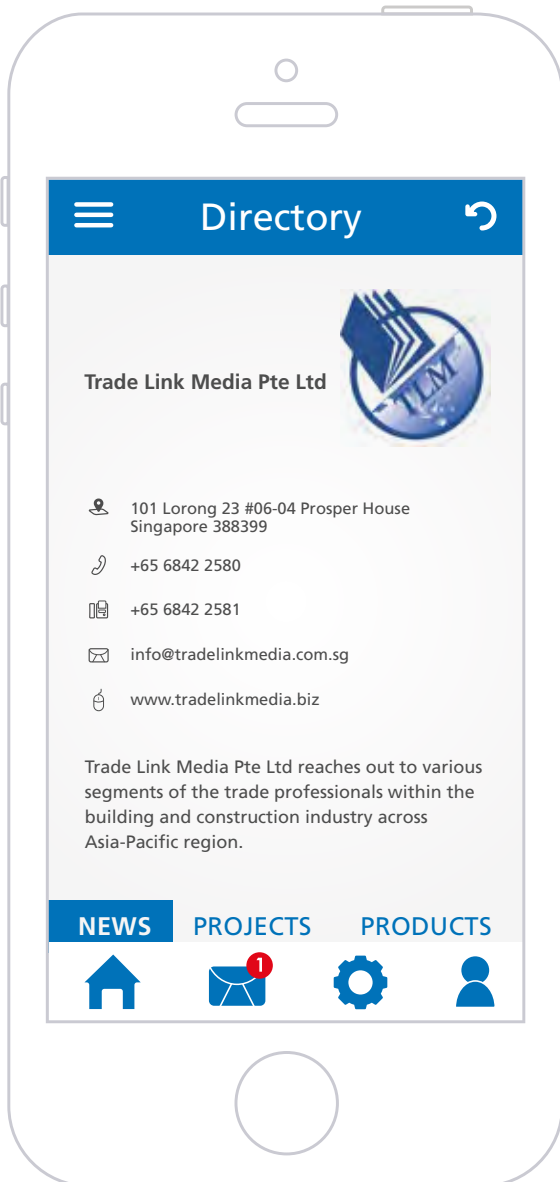 Directory
Trade Link Media Pte Ltd
TLM
101 Lorong 23 #06-04 Prosper House
Singapore 388399
+65 6842 2580
+65 6842 2581
info@tradelinkmedia.com.sg
www.tradelinkmedia.biz
Trade Link Media Pte Ltd reaches out to various
segments of the trade professionals within the
building and construction industry across
Asia-Pacific region.
NEWS PROJECTS PRODUCTS
1